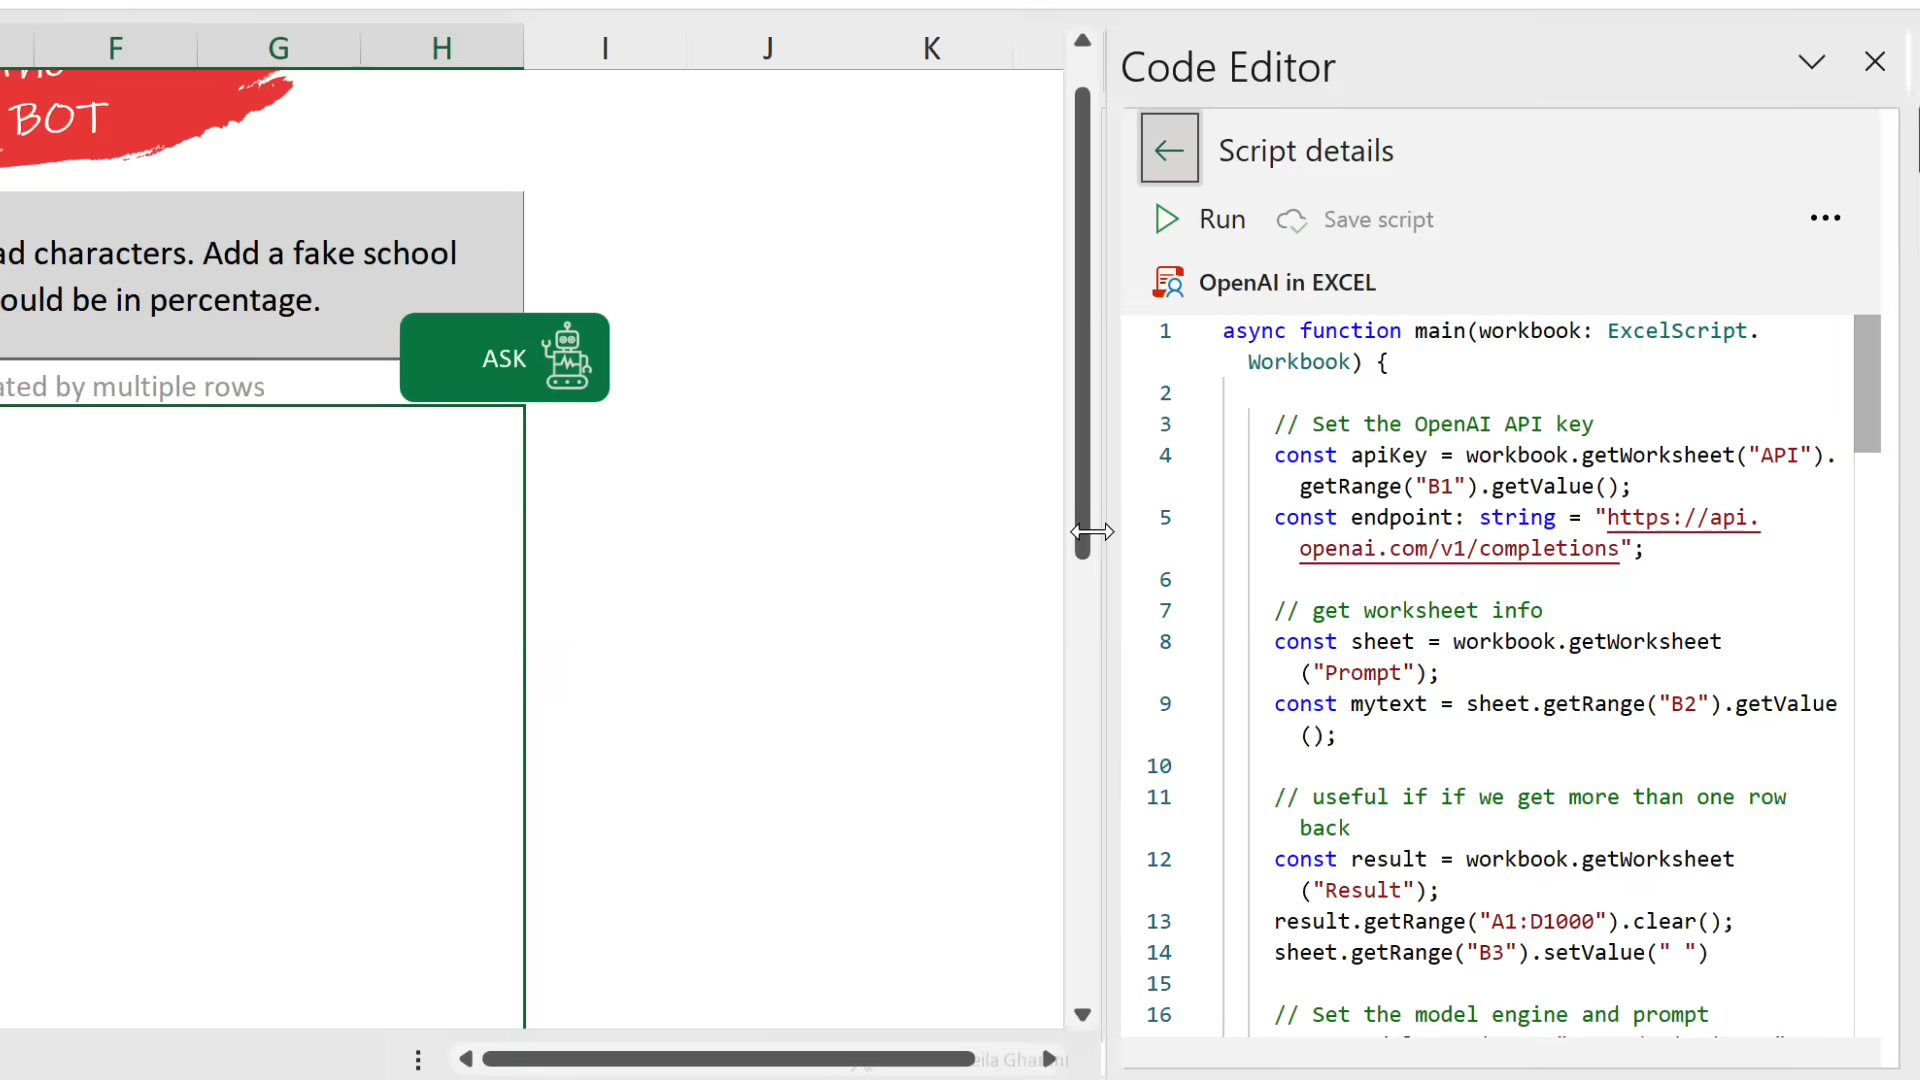 F G H I J K
BOT
ad characters. Add a fake school
ould be in percentage.
ASK
ated by multiple rows
Code Editor
Script details
Run Save script
OpenAI in EXCEL
1 async function main(workbook: ExcelScript.
Workbook) {
2
3 // Set the OpenAI API key
4 const apiKey = workbook.getWorksheet("API").
getRange("B1").getValue();
5 const endpoint: string = "https://api.
openai.com/v1/completions";
6
7 // get worksheet info
8 const sheet = workbook.getWorksheet
("Prompt");
9 const mytext = sheet.getRange("B2").getValue
();
10
11 // useful if if we get more than one row
back
12 const result = workbook.getWorksheet
("Result");
13 result.getRange("A1:D1000").clear();
14 sheet.getRange("B3").setValue(" ")
15
16 // Set the model engine and prompt